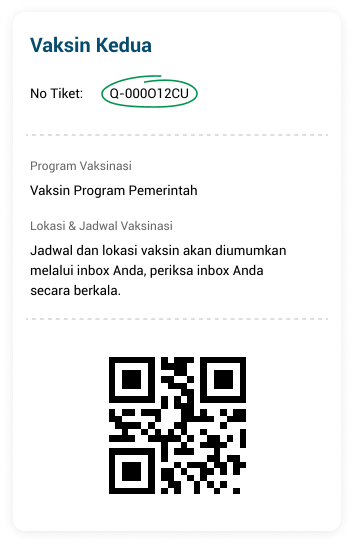 Vaksin Kedua
No Tiket: Q-000O12CU
Program Vaksinasi
Vaksin Program Pemerintah
Lokasi & Jadwal Vaksinasi
Jadwal dan lokasi vaksin akan diumumkan
melalui inbox Anda, periksa inbox Anda
secara berkala.